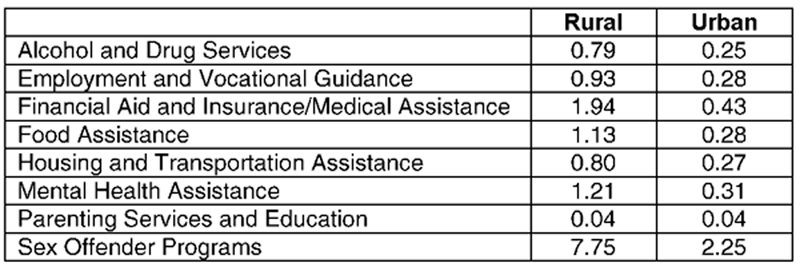 Rural Urban
Alcohol and Drug Services 0.79 0.25
Employment and Vocational Guidance 0.93 0.28
Financial Aid and Insurance/Medical Assistance 1.94 0.43
Food Assistance 1.13 0.28
Housing and Transportation Assistance 0.80 0.27
Mental Health Assistance 1.21 0.31
Parenting Services and Education 0.04 0.04
Sex Offender Programs 7.75 2.25